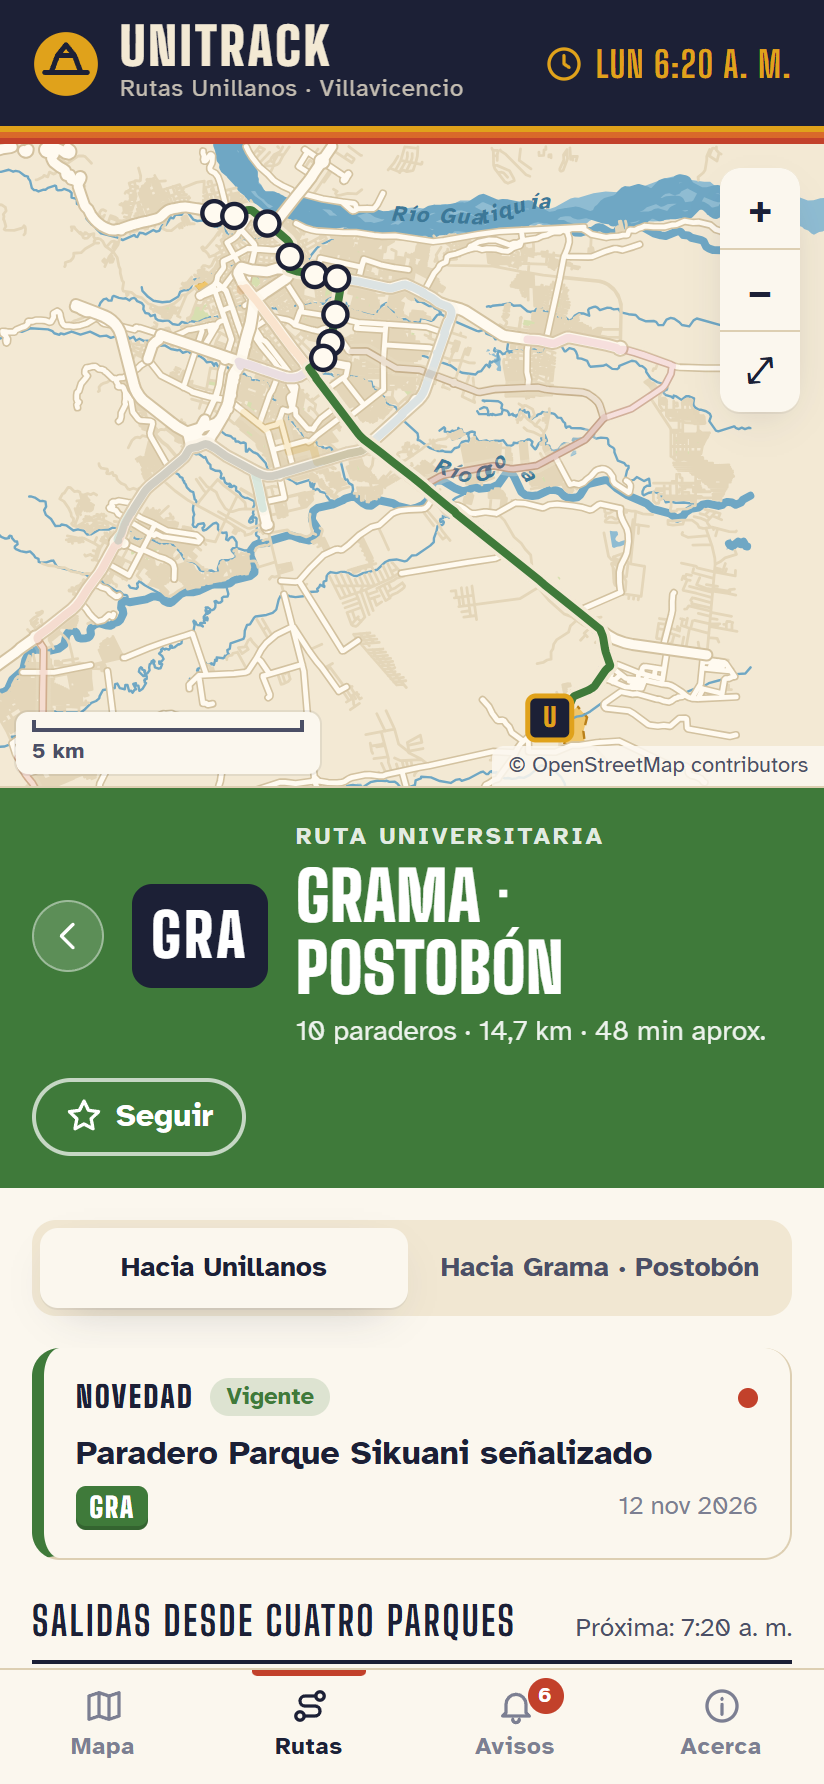 UNITRACK
Rutas Unillanos · Villavicencio
LUN 6:20 A. M.
Río Guatiquía
+
−
Río
U
5 km
© OpenStreetMap contributors
RUTA UNIVERSITARIA
GRA
GRAMA ·
POSTOBÓN
10 paraderos · 14,7 km · 48 min aprox.
Seguir
Hacia Unillanos
Hacia Grama · Postobón
NOVEDAD
Vigente
Paradero Parque Sikuani señalizado
GRA
12 nov 2026
SALIDAS DESDE CUATRO PARQUES
Próxima: 7:20 a. m.
6
Mapa
Rutas
Avisos
Acerca